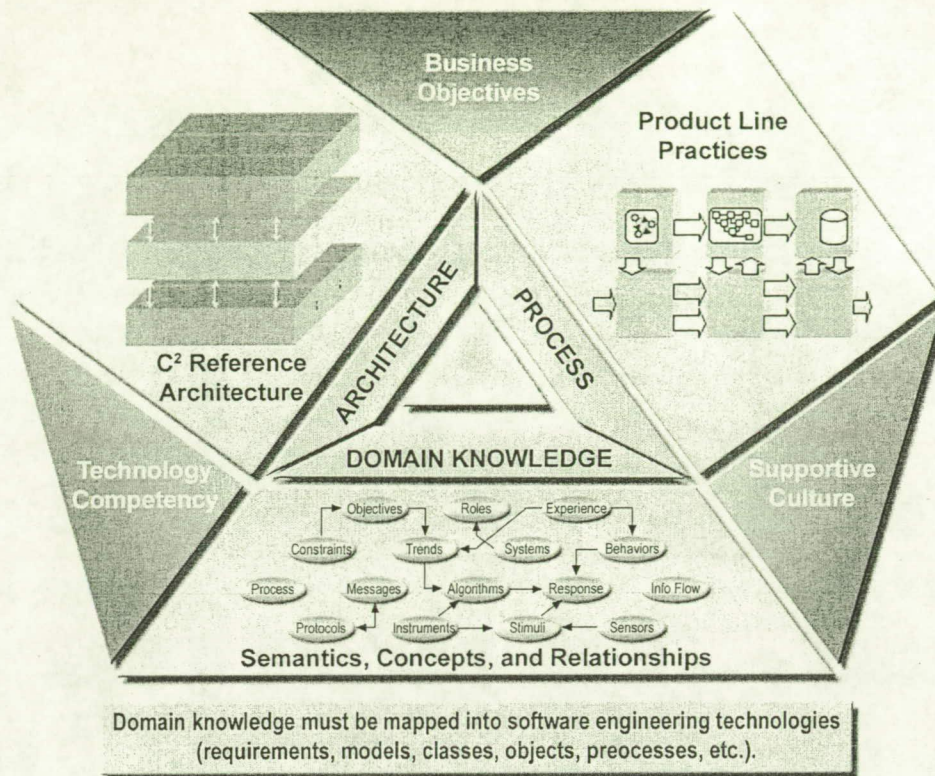 Business
Objectives
Product Line
Practices
C² Reference
Architecture
ARCHITECTURE
PROCESS
DOMAIN KNOWLEDGE
Technology
Competency
Supportive
Culture
Objectives Roles Experience
Constraints Trends Systems Behaviors
Process Messages Algorithms Response Info Flow
Protocols Instruments Stimuli Sensors
Semantics, Concepts, and Relationships
Domain knowledge must be mapped into software engineering technologies
(requirements, models, classes, objects, preocesses, etc.).